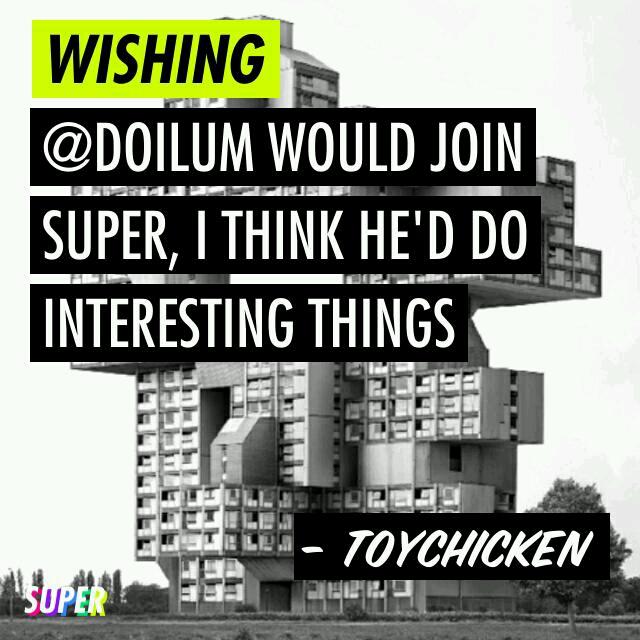 WISHING
@DOILUM WOULD JOIN
SUPER, I THINK HE'D DO
INTERESTING THINGS
- TOYCHICKEN
SUPER